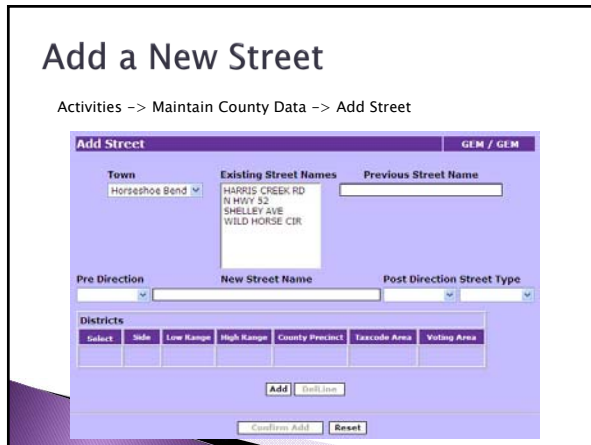 Add a New Street
Activities -> Maintain County Data -> Add Street
Add Street GEM / GEM
Town Existing Street Names Previous Street Name
Horseshoe Bend
HARRIS CREEK RD
N HWY 52
SHELLEY AVE
WILD HORSE CIR
Pre Direction New Street Name Post Direction Street Type
Districts
Select Side Low Range High Range County Precinct Taxcode Area Voting Area
Add DelLine
Confirm Add Reset